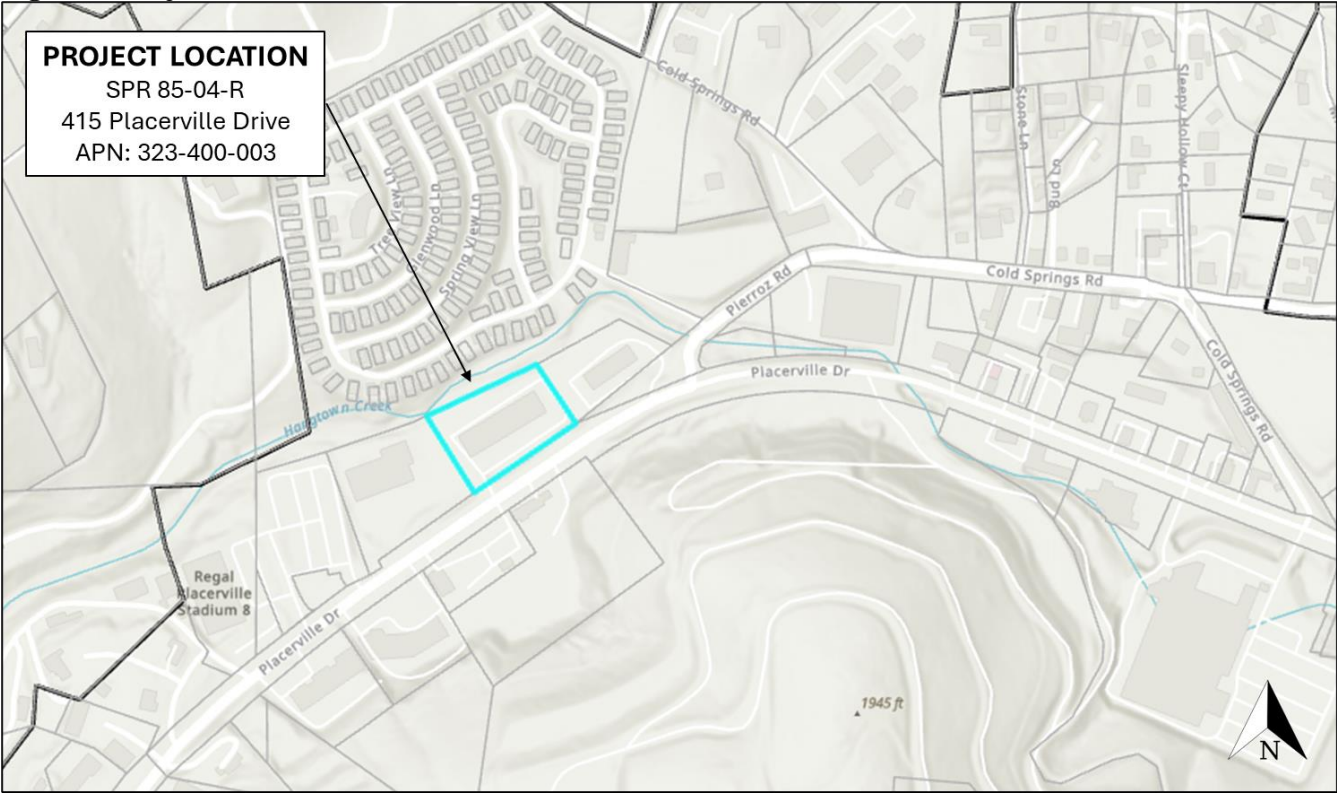 PROJECT LOCATION
SPR 85-04-R
415 Placerville Drive
APN: 323-400-003
Cold Springs Rd
Stone Ln
Bud Ln
Sleepy Hollow Ct
Tree View Ln
Glenwood Ln
Spring View Ln
Pierroz Rd
Cold Springs Rd
Cold Springs Rd
Placerville Dr
Hangtown Creek
Regal
Placerville
Stadium 8
Placerville Dr
1945 ft
N